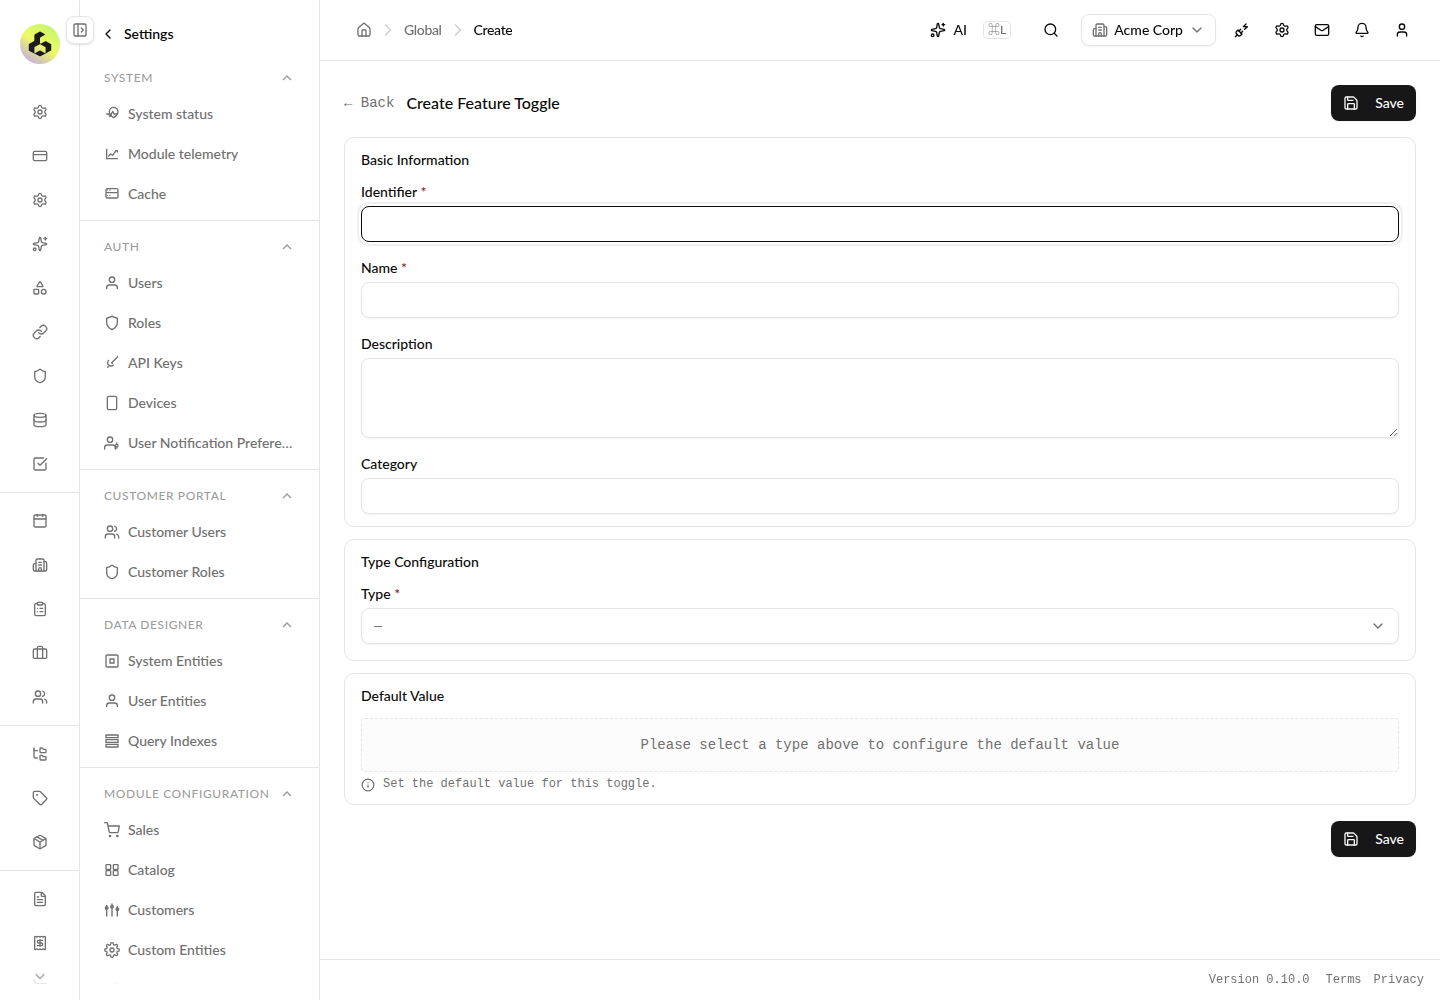 Settings
SYSTEM
System status
Module telemetry
Cache
AUTH
Users
Roles
API Keys
Devices
User Notification Prefere...
CUSTOMER PORTAL
Customer Users
Customer Roles
DATA DESIGNER
System Entities
User Entities
Query Indexes
MODULE CONFIGURATION
Sales
Catalog
Customers
Custom Entities
Global
Create
AI
⌘L
Acme Corp
← Back
Create Feature Toggle
Save
Basic Information
Identifier *
Name *
Description
Category
Type Configuration
Type *
—
Default Value
Please select a type above to configure the default value
Set the default value for this toggle.
Save
Version 0.10.0
Terms
Privacy